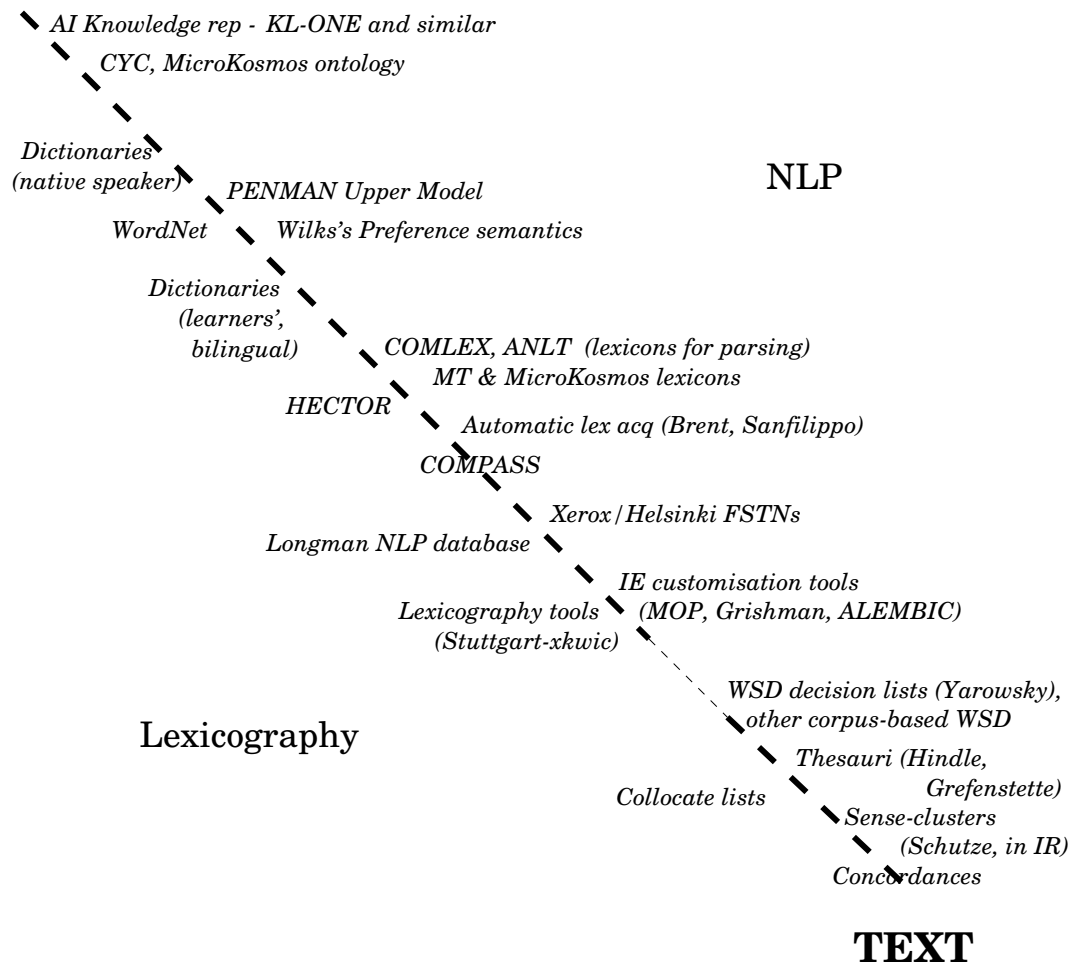 AI Knowledge rep - KL-ONE and similar
CYC, MicroKosmos ontology
Dictionaries
(native speaker)
NLP
PENMAN Upper Model
WordNet
Wilks's Preference semantics
Dictionaries
(learners',
bilingual)
COMLEX, ANLT (lexicons for parsing)
MT & MicroKosmos lexicons
HECTOR
Automatic lex acq (Brent, Sanfilippo)
COMPASS
Xerox/Helsinki FSTNs
Longman NLP database
IE customisation tools
(MOP, Grishman, ALEMBIC)
Lexicography tools
(Stuttgart-xkwic)
WSD decision lists (Yarowsky),
other corpus-based WSD
Lexicography
Thesauri (Hindle,
Grefenstette)
Collocate lists
Sense-clusters
(Schutze, in IR)
Concordances
TEXT